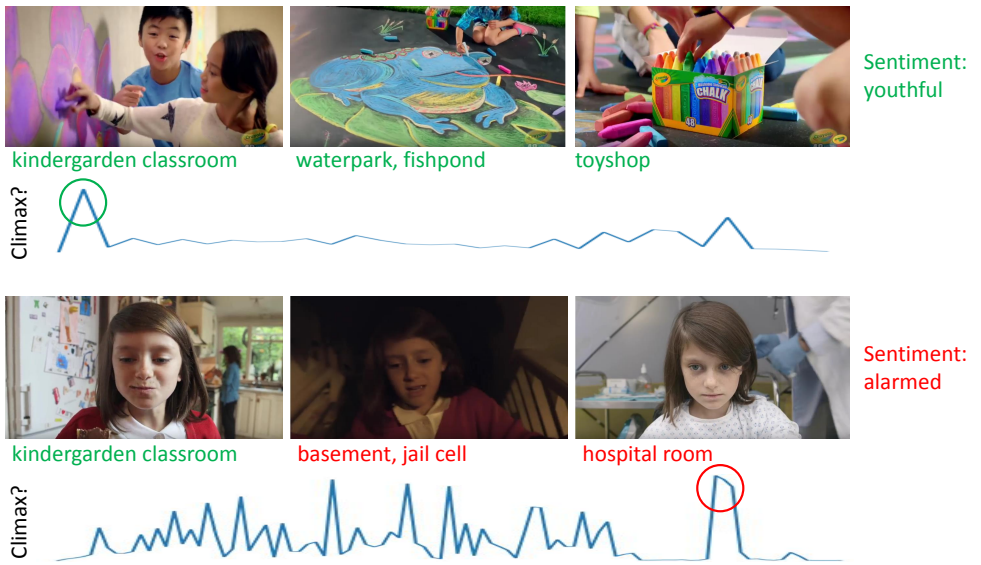 CHALK
48
Sentiment:
youthful
kindergarden classroom
waterpark, fishpond
toyshop
Climax?
Sentiment:
alarmed
kindergarden classroom
basement, jail cell
hospital room
Climax?